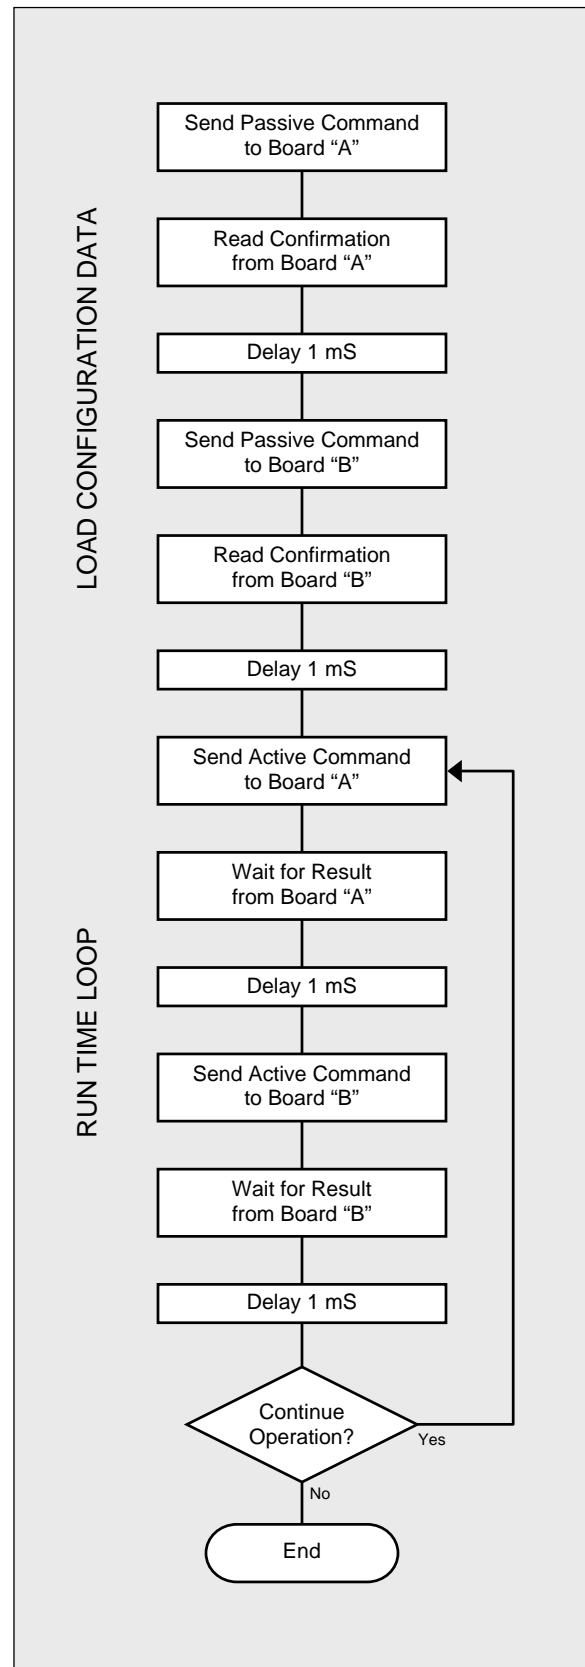 LOAD CONFIGURATION DATA
Send Passive Command
to Board “A”
Read Confirmation
from Board “A”
Delay 1 mS
Send Passive Command
to Board “B”
Read Confirmation
from Board “B”
Delay 1 mS
RUN TIME LOOP
Send Active Command
to Board “A”
Wait for Result
from Board “A”
Delay 1 mS
Send Active Command
to Board “B”
Wait for Result
from Board “B”
Delay 1 mS
Continue
Operation?
Yes
No
End